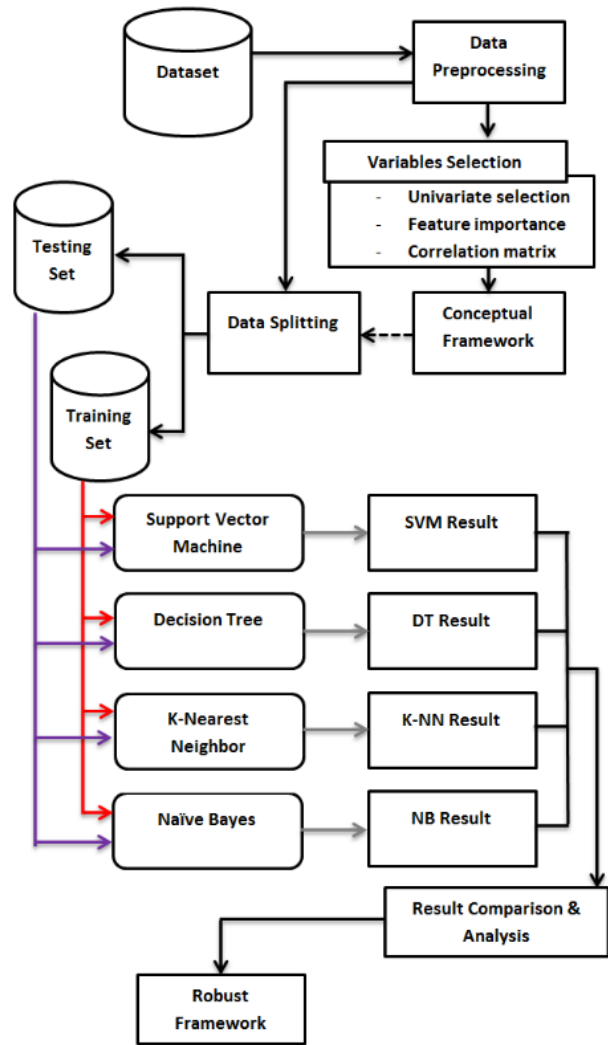 Dataset
Data
Preprocessing
Variables Selection
- Univariate selection
- Feature importance
- Correlation matrix
Testing
Set
Data Splitting
Conceptual
Framework
Training
Set
Support Vector
Machine
SVM Result
Decision Tree
DT Result
K-Nearest
Neighbor
K-NN Result
Naïve Bayes
NB Result
Result Comparison &
Analysis
Robust
Framework